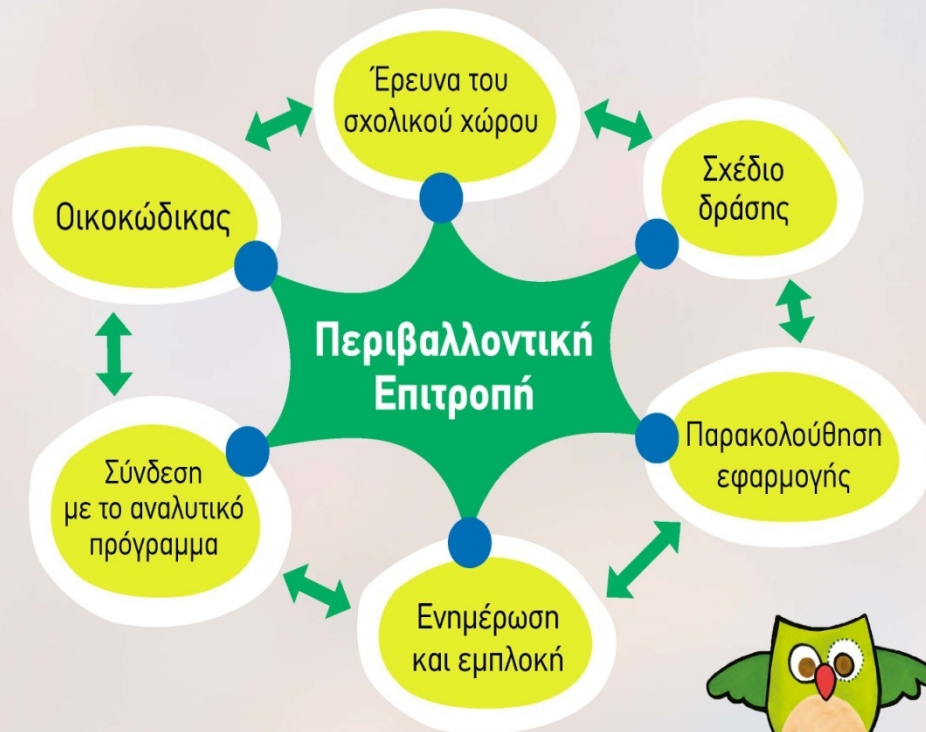 Έρευνα του
σχολικού χώρου
Σχέδιο
δράσης
Παρακολούθηση
εφαρμογής
Ενημέρωση
και εμπλοκή
Σύνδεση
με το αναλυτικό
πρόγραμμα
Οικοκώδικας
Περιβαλλοντική
Επιτροπή